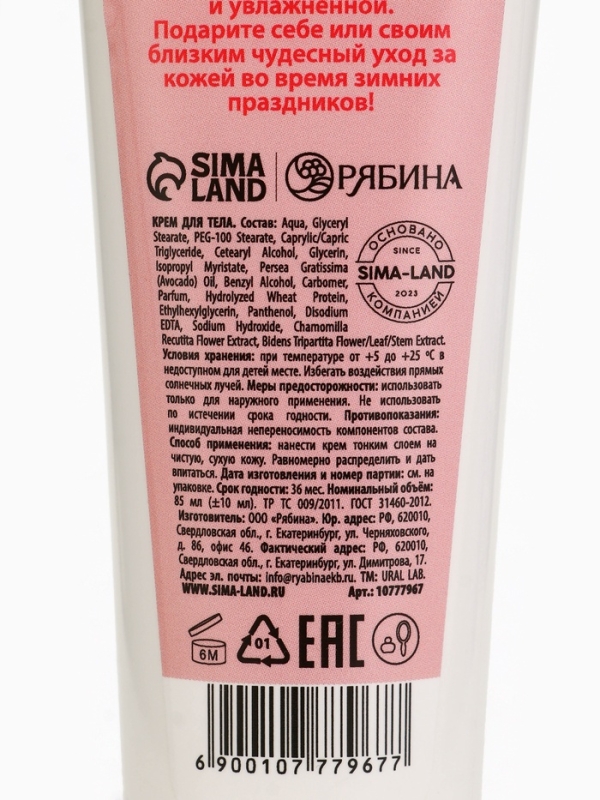 и увлажненной.
Подарите себе или своим
близким чудесный уход за
кожей во время зимних
праздников!
SIMA
LAND
РЯБИНА
КРЕМ ДЛЯ ТЕЛА. Состав: Aqua, Glyceryl
Stearate, PEG-100 Stearate, Caprylic/Capric
Triglyceride, Cetearyl Alcohol, Glycerin,
Isopropyl Myristate, Persea Gratissima
(Avocado) Oil, Benzyl Alcohol, Carbomer,
Parfum, Hydrolyzed Wheat Protein,
Ethylhexylglycerin, Panthenol, Disodium
EDTA, Sodium Hydroxide, Chamomilla
Recutita Flower Extract, Bidens Tripartita Flower/Leaf/Stem Extract.
ОСНОВАНО
SINCE
SIMA-LAND
2023
КОМПАНИЕЙ
Условия хранения: при температуре от +5 до +25 ºС в
недоступном для детей месте. Избегать воздействия прямых
солнечных лучей. Меры предосторожности: использовать
только для наружного применения. Не использовать
по истечении срока годности. Противопоказания:
индивидуальная непереносимость компонентов состава.
Способ применения: нанести крем тонким слоем на
чистую, сухую кожу. Равномерно распределить и дать
впитаться. Дата изготовления и номер партии: см. на
упаковке. Срок годности: 36 мес. Номинальный объём:
85 мл (±10 мл). ТР ТС 009/2011. ГОСТ 31460-2012.
Изготовитель: ООО «Рябина». Юр. адрес: РФ, 620010,
Свердловская обл., г. Екатеринбург, ул. Черняховского,
д. 86, офис 46. Фактический адрес: РФ, 620010,
Свердловская обл., г. Екатеринбург, ул. Димитрова, 17.
Адрес эл. почты: info@ryabinaekb.ru. TM: URAL LAB.
WWW.SIMA-LAND.RU Арт.: 10777967
6M
01
EAC
6 900107 779677